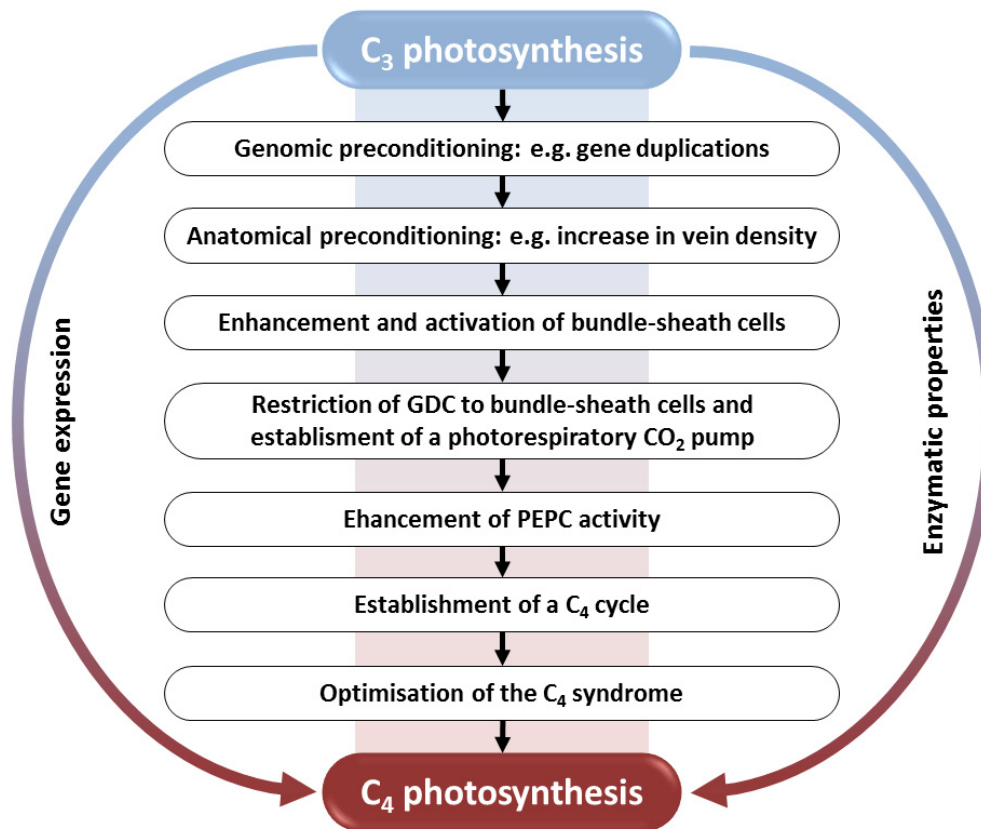 C₃ photosynthesis
Genomic preconditioning: e.g. gene duplications
Anatomical preconditioning: e.g. increase in vein density
Enhancement and activation of bundle-sheath cells
Restriction of GDC to bundle-sheath cells and
establisment of a photorespiratory CO₂ pump
Ehancement of PEPC activity
Establishment of a C₄ cycle
Optimisation of the C₄ syndrome
C₄ photosynthesis
Gene expression
Enzymatic properties